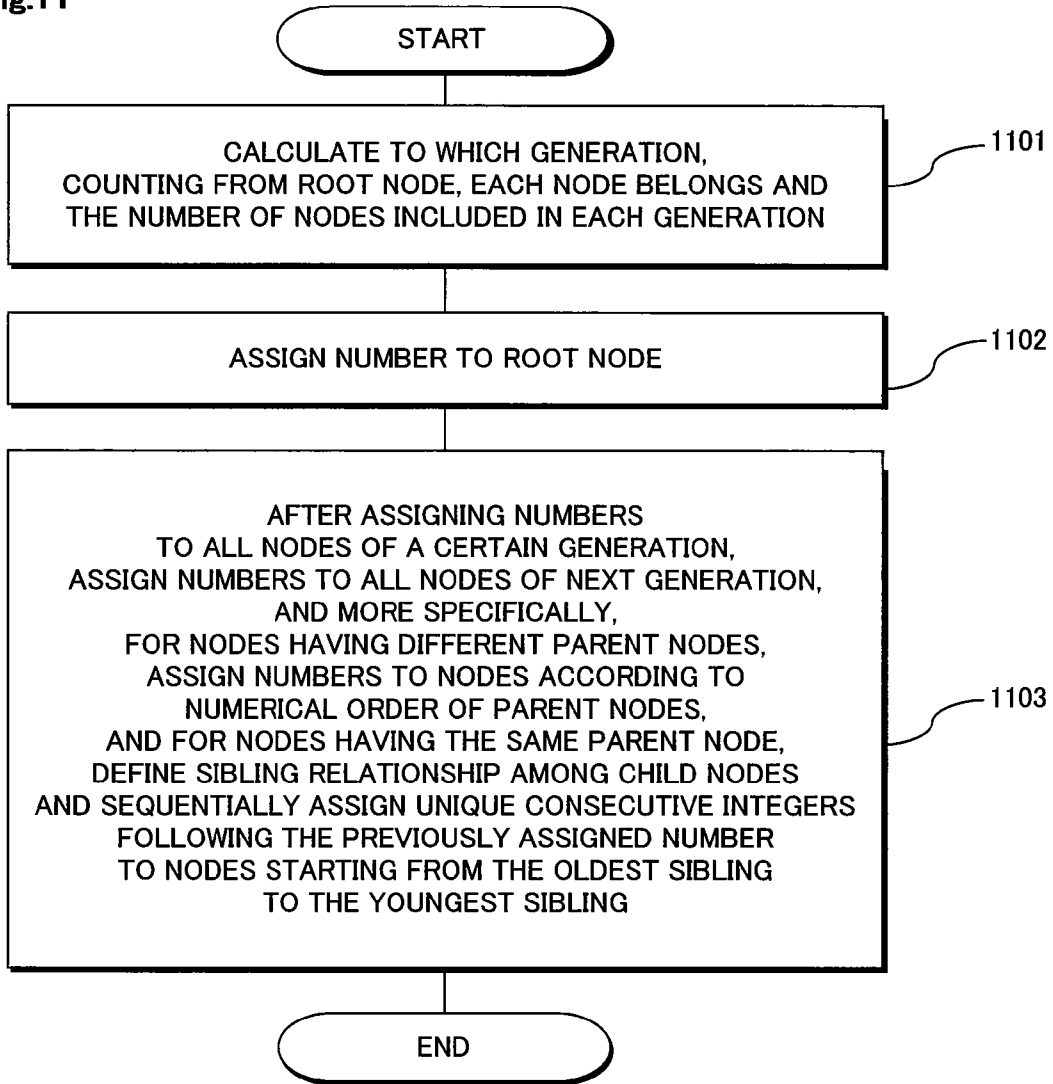 START
CALCULATE TO WHICH GENERATION,
COUNTING FROM ROOT NODE, EACH NODE BELONGS AND
THE NUMBER OF NODES INCLUDED IN EACH GENERATION
1101
ASSIGN NUMBER TO ROOT NODE
1102
AFTER ASSIGNING NUMBERS
TO ALL NODES OF A CERTAIN GENERATION,
ASSIGN NUMBERS TO ALL NODES OF NEXT GENERATION,
AND MORE SPECIFICALLY,
FOR NODES HAVING DIFFERENT PARENT NODES,
ASSIGN NUMBERS TO NODES ACCORDING TO
NUMERICAL ORDER OF PARENT NODES,
AND FOR NODES HAVING THE SAME PARENT NODE,
DEFINE SIBLING RELATIONSHIP AMONG CHILD NODES
AND SEQUENTIALLY ASSIGN UNIQUE CONSECUTIVE INTEGERS
FOLLOWING THE PREVIOUSLY ASSIGNED NUMBER
TO NODES STARTING FROM THE OLDEST SIBLING
TO THE YOUNGEST SIBLING
1103
END